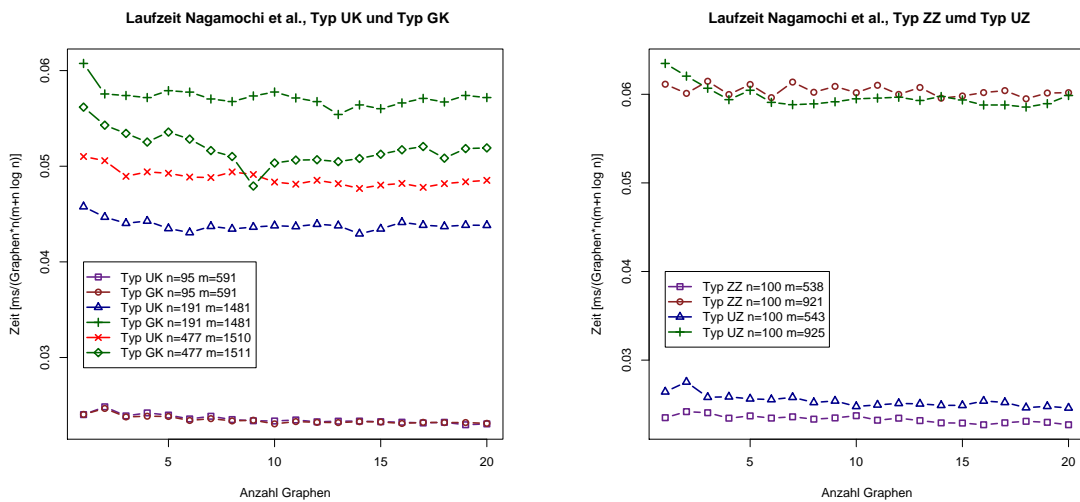 Laufzeit Nagamochi et al., Typ UK und Typ GK
Zeit [ms/(Graphen*n(m+n log n)]
0.06
0.05
0.04
0.03
Typ UK n=95 m=591
Typ GK n=95 m=591
Typ UK n=191 m=1481
Typ GK n=191 m=1481
Typ UK n=477 m=1510
Typ GK n=477 m=1511
5
10
15
20
Anzahl Graphen
Laufzeit Nagamochi et al., Typ ZZ umd Typ UZ
Zeit [ms/(Graphen*n(m+n log n)]
0.06
0.05
0.04
0.03
Typ ZZ n=100 m=538
Typ ZZ n=100 m=921
Typ UZ n=100 m=543
Typ UZ n=100 m=925
5
10
15
20
Anzahl Graphen